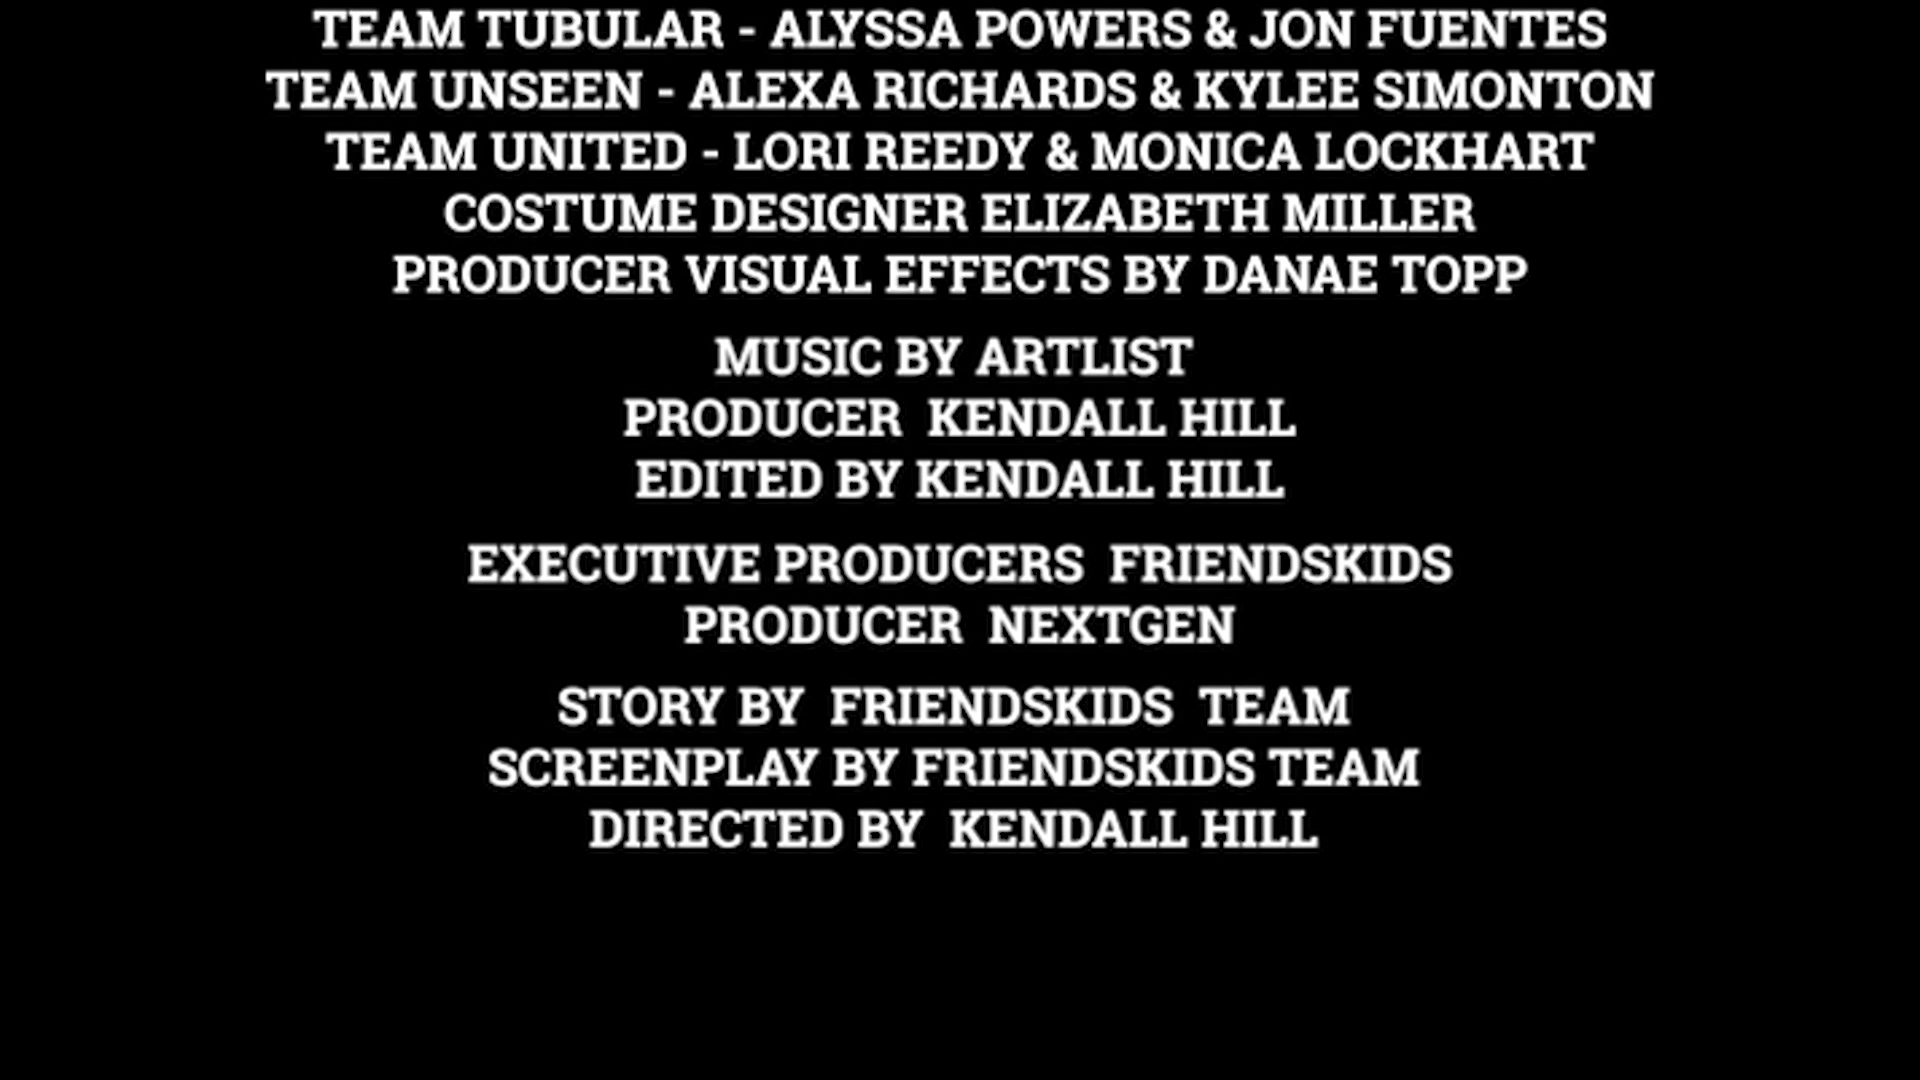 TEAM TUBULAR - ALYSSA POWERS & JON FUENTES
TEAM UNSEEN - ALEXA RICHARDS & KYLEE SIMONTON
TEAM UNITED - LORI REEDY & MONICA LOCKHART
COSTUME DESIGNER ELIZABETH MILLER
PRODUCER VISUAL EFFECTS BY DANAE TOPP
MUSIC BY ARTLIST
PRODUCER  KENDALL HILL
EDITED BY KENDALL HILL
EXECUTIVE PRODUCERS  FRIENDSKIDS
PRODUCER  NEXTGEN
STORY BY  FRIENDSKIDS  TEAM
SCREENPLAY BY FRIENDSKIDS TEAM
DIRECTED BY  KENDALL HILL